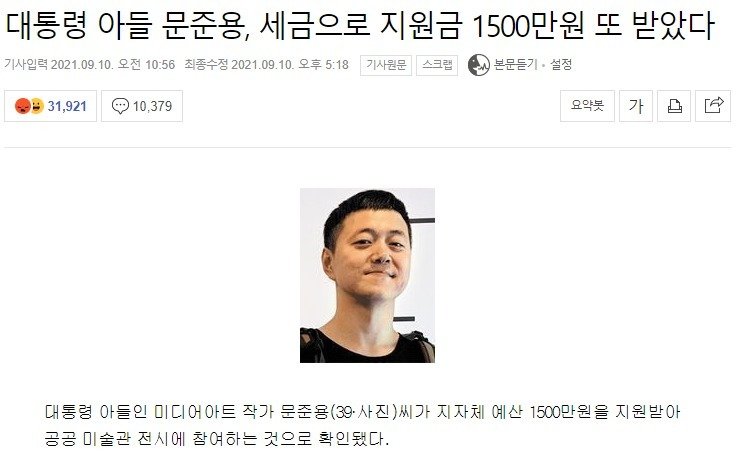 대통령 아들 문준용, 세금으로 지원금 1500만원 또 받았다
기사입력 2021.09.10. 오전 10:56 최종수정 2021.09.10. 오후 5:18 기사원문 스크랩 본문듣기 · 설정
31,921 10,379 요약봇 가
대통령 아들인 미디어아트 작가 문준용(39·사진)씨가 지자체 예산 1500만원을 지원받아
공공 미술관 전시에 참여하는 것으로 확인됐다.